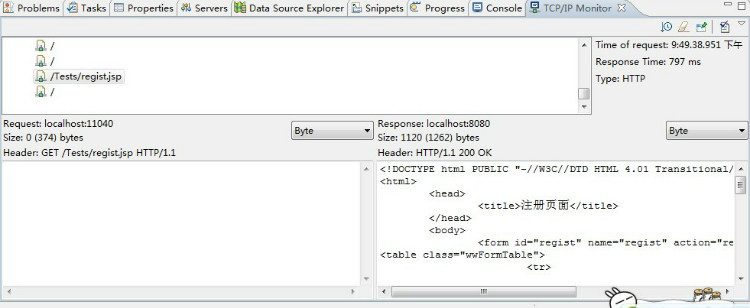 Problems Tasks Properties Servers Data Source Explorer Snippets Progress Console TCP/IP Monitor
/
/
/Tests/regist.jsp
/
Time of request: 9:49.38.951 下午
Response Time: 797 ms
Type: HTTP
Request: localhost:11040
Size: 0 (374) bytes
Header: GET /Tests/regist.jsp HTTP/1.1
Byte
Response: localhost:8080
Size: 1120 (1262) bytes
Header: HTTP/1.1 200 OK
Byte
<!DOCTYPE html PUBLIC "-//W3C//DTD HTML 4.01 Transitional/
<html>
<head>
<title>注册页面</title>
</head>
<body>
<form id="regist" name="regist" action="re
<table class="wwFormTable">
<tr>